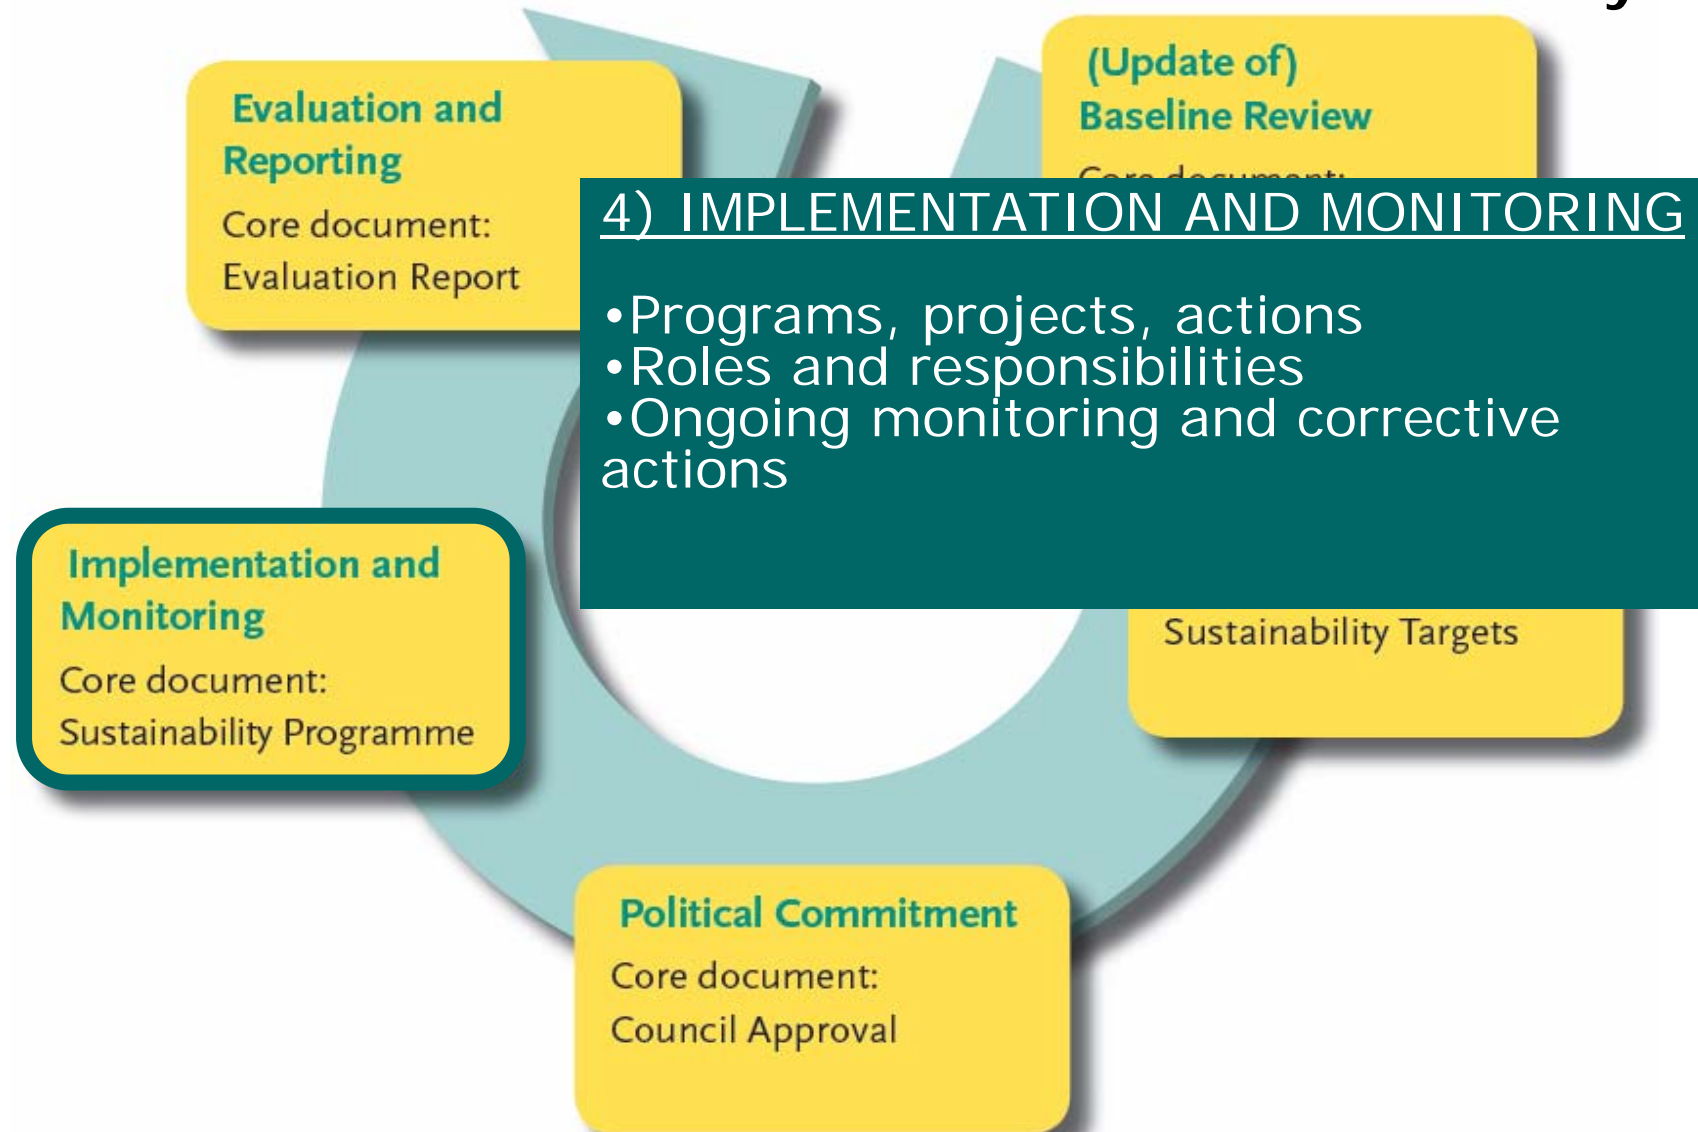 Evaluation and
Reporting
Core document:
Evaluation Report
(Update of)
Baseline Review
Core document:
4) IMPLEMENTATION AND MONITORING
•Programs, projects, actions
•Roles and responsibilities
•Ongoing monitoring and corrective
actions
Implementation and
Monitoring
Core document:
Sustainability Programme
Sustainability Targets
Political Commitment
Core document:
Council Approval